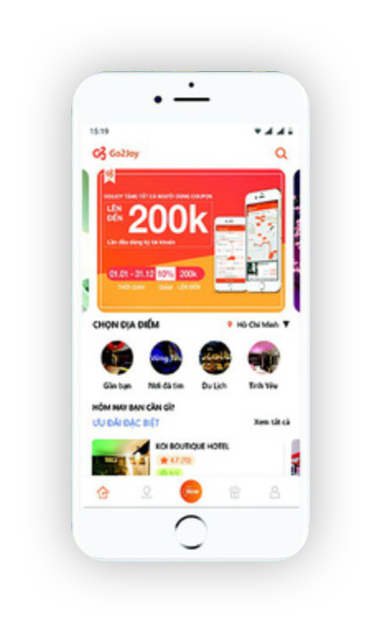 15:19
Go2Joy
GO2JOY TẶNG TẤT CẢ NGƯỜI DÙNG COUPON
LÊN ĐẾN
200k
Lần đầu đăng ký tài khoản
01.01 - 31.12
10%
200k
THỜI GIAN
GIẢM
LÊN ĐẾN
CHỌN ĐỊA ĐIỂM
Hồ Chí Minh
Gần bạn
Nơi đã tìm
Du Lịch
Tình Yêu
HÔM NAY BẠN CẦN GÌ?
ƯU ĐÃI ĐẶC BIỆT
Xem tất cả
KOI BOUTIQUE HOTEL
4.7 (70)